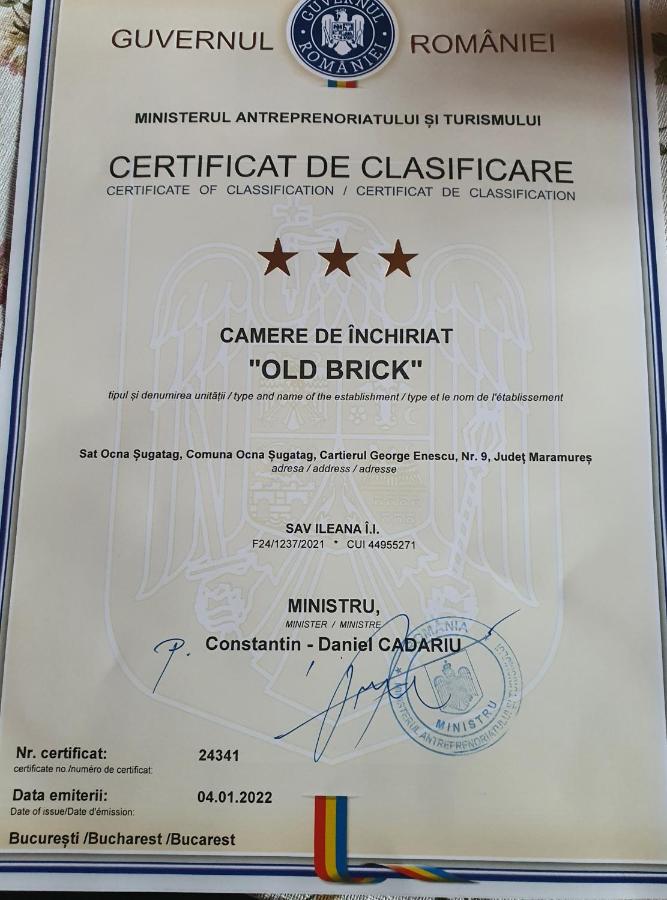 GUVERNUL ROMÂNIEI
GUVERNUL ROMÂNIEI
MINISTERUL ANTREPRENORIATULUI ȘI TURISMULUI
CERTIFICAT DE CLASIFICARE
CERTIFICATE OF CLASSIFICATION / CERTIFICAT DE CLASSIFICATION
CAMERE DE ÎNCHIRIAT
"OLD BRICK"
tipul și denumirea unității / type and name of the establishment / type et le nom de l'établissement
Sat Ocna Șugatag, Comuna Ocna Șugatag, Cartierul George Enescu, Nr. 9, Județ Maramureș
adresa / address / adresse
SAV ILEANA Î.I.
F24/1237/2021 * CUI 44955271
MINISTRU,
MINISTER / MINISTRE
P. Constantin - Daniel CADARIU
ROMÂNIA
MINISTERUL ANTREPRENORIATULUI
MINISTRU
Nr. certificat: 24341
certificate no./numéro de certificat:
Data emiterii: 04.01.2022
Date of issue/Date d'émission:
București /Bucharest /Bucarest